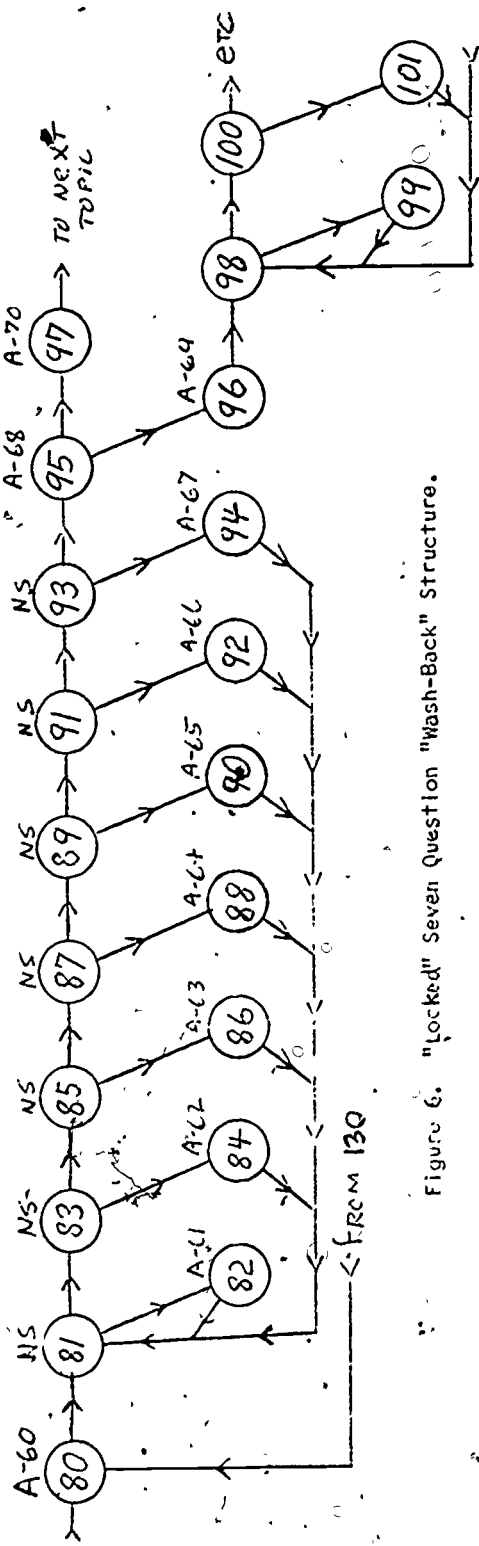 A-60
NS
NS
NS
NS
NS
NS
NS
A-68
A-70
80
81
83
85
87
89
91
93
95
97
TO NEXT
TOPIC
A-61
A-62
A-63
A-64
A-65
A-66
A-67
A-69
82
84
86
88
90
92
94
96
98
100
etc
99
101
FROM 130
Figure 6. "Locked" Seven Question "Wash-Back" Structure.